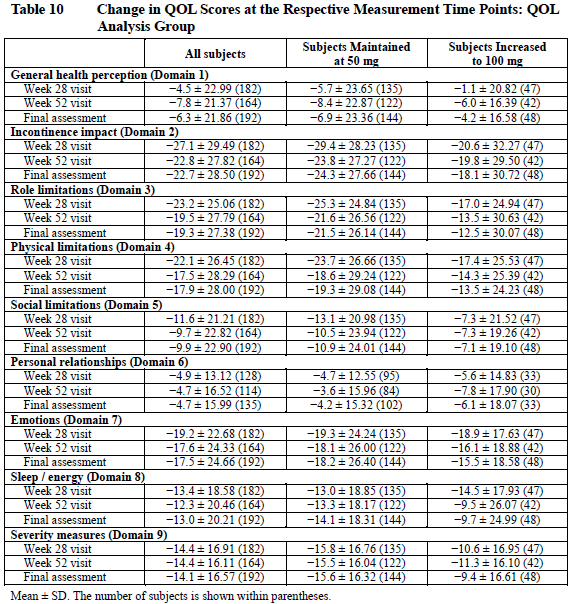 Table 10 Change in QOL Scores at the Respective Measurement Time Points: QOL
Analysis Group
All subjects Subjects Maintained at 50 mg Subjects Increased to 100 mg
General health perception (Domain 1)
Week 28 visit −4.5 ± 22.99 (182) −5.7 ± 23.65 (135) −1.1 ± 20.82 (47)
Week 52 visit −7.8 ± 21.37 (164) −8.4 ± 22.87 (122) −6.0 ± 16.39 (42)
Final assessment −6.3 ± 21.86 (192) −6.9 ± 23.36 (144) −4.2 ± 16.58 (48)
Incontinence impact (Domain 2)
Week 28 visit −27.1 ± 29.49 (182) −29.4 ± 28.23 (135) −20.6 ± 32.27 (47)
Week 52 visit −22.8 ± 27.82 (164) −23.8 ± 27.27 (122) −19.8 ± 29.50 (42)
Final assessment −22.7 ± 28.50 (192) −24.3 ± 27.66 (144) −18.1 ± 30.72 (48)
Role limitations (Domain 3)
Week 28 visit −23.2 ± 25.06 (182) −25.3 ± 24.84 (135) −17.0 ± 24.94 (47)
Week 52 visit −19.5 ± 27.79 (164) −21.6 ± 26.56 (122) −13.5 ± 30.63 (42)
Final assessment −19.3 ± 27.38 (192) −21.5 ± 26.14 (144) −12.5 ± 30.07 (48)
Physical limitations (Domain 4)
Week 28 visit −22.1 ± 26.45 (182) −23.7 ± 26.66 (135) −17.4 ± 25.53 (47)
Week 52 visit −17.5 ± 28.29 (164) −18.6 ± 29.24 (122) −14.3 ± 25.39 (42)
Final assessment −17.9 ± 28.00 (192) −19.3 ± 29.08 (144) −13.5 ± 24.23 (48)
Social limitations (Domain 5)
Week 28 visit −11.6 ± 21.21 (182) −13.1 ± 20.98 (135) −7.3 ± 21.52 (47)
Week 52 visit −9.7 ± 22.82 (164) −10.5 ± 23.94 (122) −7.3 ± 19.26 (42)
Final assessment −9.9 ± 22.90 (192) −10.9 ± 24.01 (144) −7.1 ± 19.10 (48)
Personal relationships (Domain 6)
Week 28 visit −4.9 ± 13.12 (128) −4.7 ± 12.55 (95) −5.6 ± 14.83 (33)
Week 52 visit −4.7 ± 16.52 (114) −3.6 ± 15.96 (84) −7.8 ± 17.90 (30)
Final assessment −4.7 ± 15.99 (135) −4.2 ± 15.32 (102) −6.1 ± 18.07 (33)
Emotions (Domain 7)
Week 28 visit −19.2 ± 22.68 (182) −19.3 ± 24.24 (135) −18.9 ± 17.63 (47)
Week 52 visit −17.6 ± 24.33 (164) −18.1 ± 26.00 (122) −16.1 ± 18.88 (42)
Final assessment −17.5 ± 24.66 (192) −18.2 ± 26.40 (144) −15.5 ± 18.58 (48)
Sleep / energy (Domain 8)
Week 28 visit −13.4 ± 18.58 (182) −13.0 ± 18.85 (135) −14.5 ± 17.93 (47)
Week 52 visit −12.3 ± 20.46 (164) −13.3 ± 18.17 (122) −9.5 ± 26.07 (42)
Final assessment −13.0 ± 20.21 (192) −14.1 ± 18.31 (144) −9.7 ± 24.99 (48)
Severity measures (Domain 9)
Week 28 visit −14.4 ± 16.91 (182) −15.8 ± 16.76 (135) −10.6 ± 16.95 (47)
Week 52 visit −14.4 ± 16.11 (164) −15.5 ± 16.04 (122) −11.3 ± 16.10 (42)
Final assessment −14.1 ± 16.57 (192) −15.6 ± 16.32 (144) −9.4 ± 16.61 (48)
Mean ± SD. The number of subjects is shown within parentheses.